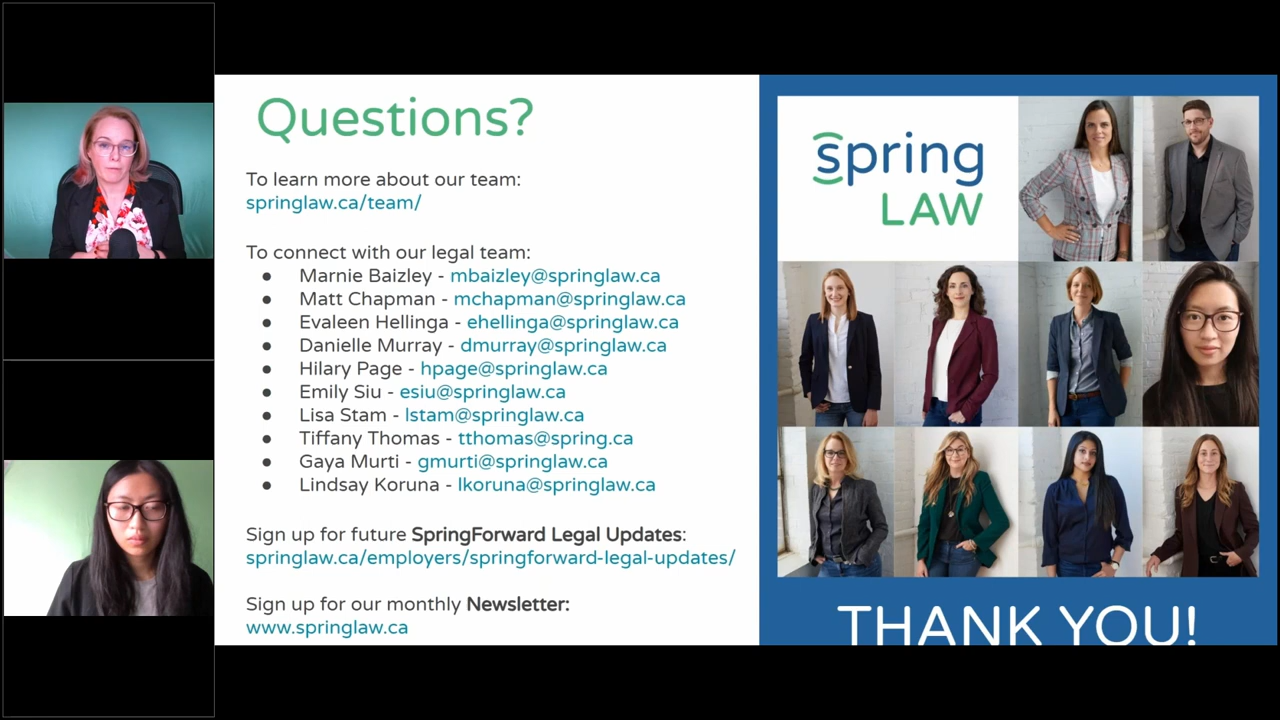 Questions?
To learn more about our team:
springlaw.ca/team/
To connect with our legal team:
● Marnie Baizley - mbaizley@springlaw.ca
● Matt Chapman - mchapman@springlaw.ca
● Evaleen Hellinga - ehellinga@springlaw.ca
● Danielle Murray - dmurray@springlaw.ca
● Hilary Page - hpage@springlaw.ca
● Emily Siu - esiu@springlaw.ca
● Lisa Stam - lstam@springlaw.ca
● Tiffany Thomas - tthomas@spring.ca
● Gaya Murti - gmurti@springlaw.ca
● Lindsay Koruna - lkoruna@springlaw.ca
Sign up for future SpringForward Legal Updates:
springlaw.ca/employers/springforward-legal-updates/
Sign up for our monthly Newsletter:
www.springlaw.ca
spring
LAW
THANK YOU!